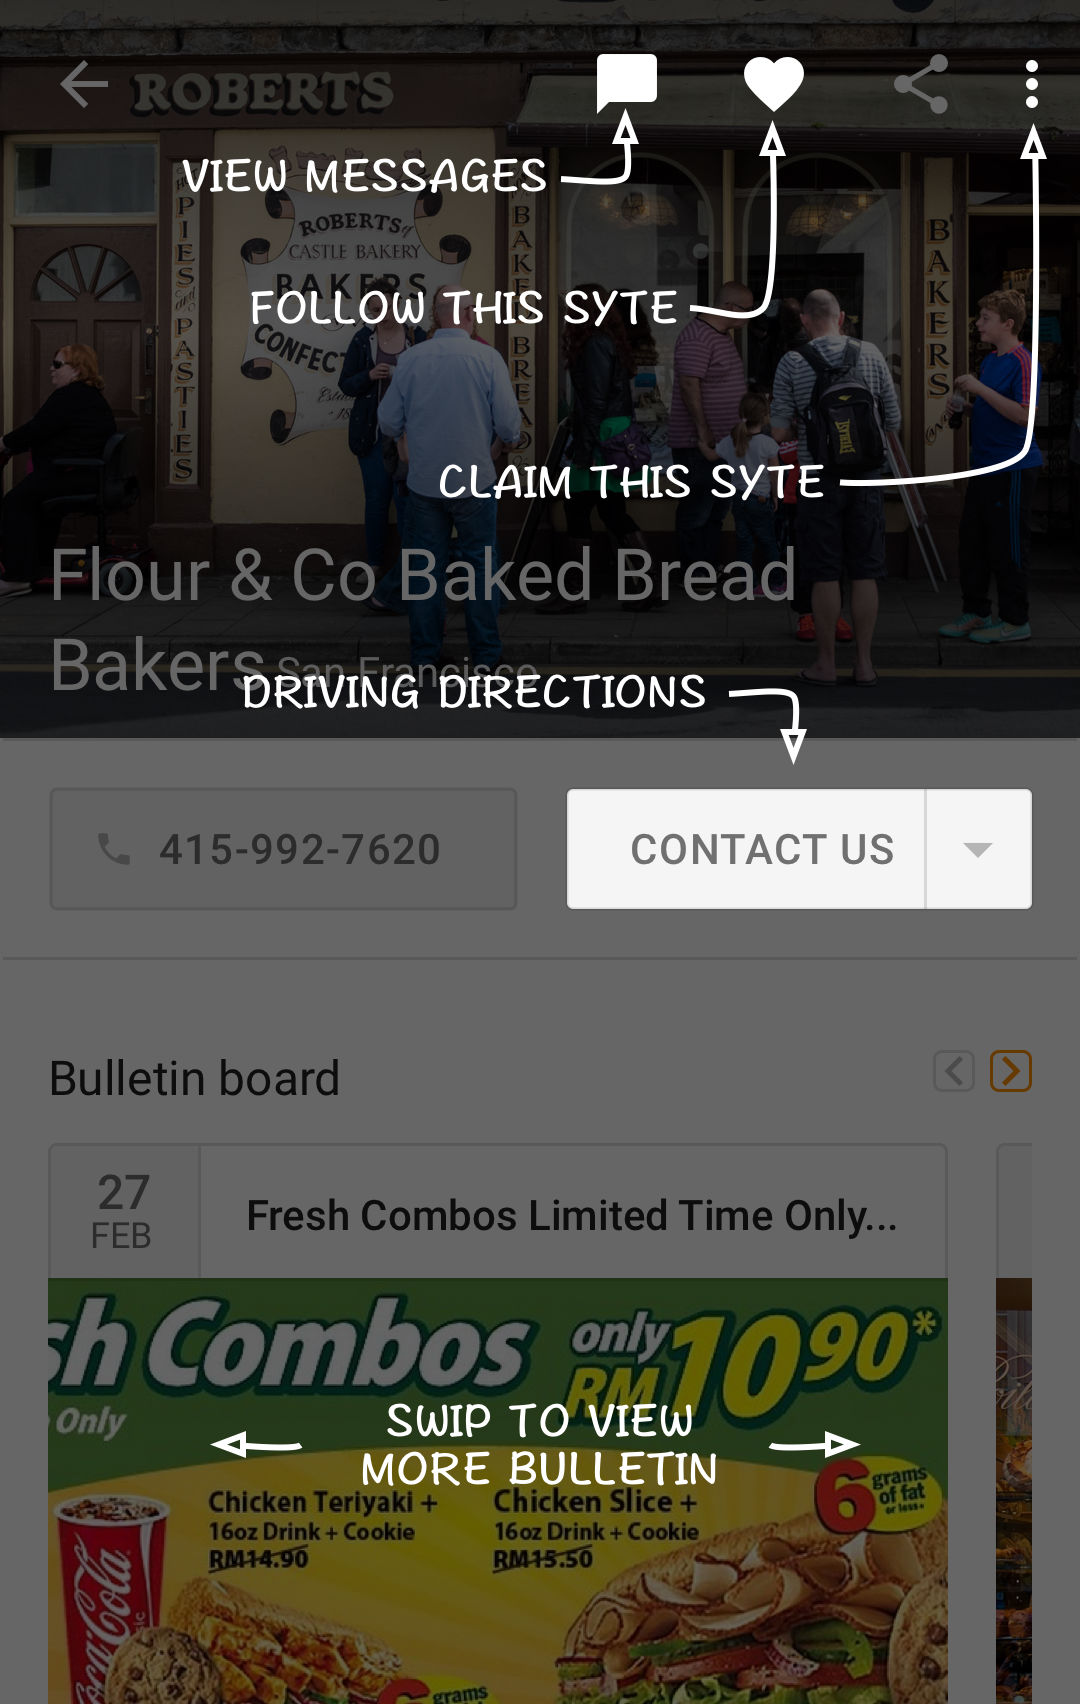 ROBERTS
VIEW MESSAGES
PIES and PASTIES
ROBERTS of
CASTLE BAKERY
BAKERS
CONFECT
BAKERS
BREAD
BAKERS
FOLLOW THIS SYTE
CLAIM THIS SYTE
Flour & Co Baked Bread
Bakers San Francisco
DRIVING DIRECTIONS
415-992-7620
CONTACT US
Bulletin board
27
FEB
Fresh Combos Limited Time Only...
sh Combos
only
RM1090*
Only
SWIP TO VIEW
MORE BULLETIN
6 grams
of fat
or less*
Chicken Teriyaki +
16oz Drink + Cookie
RM14.90
Chicken Slice +
16oz Drink + Cookie
RM15.50
Coca-Cola
6 grams